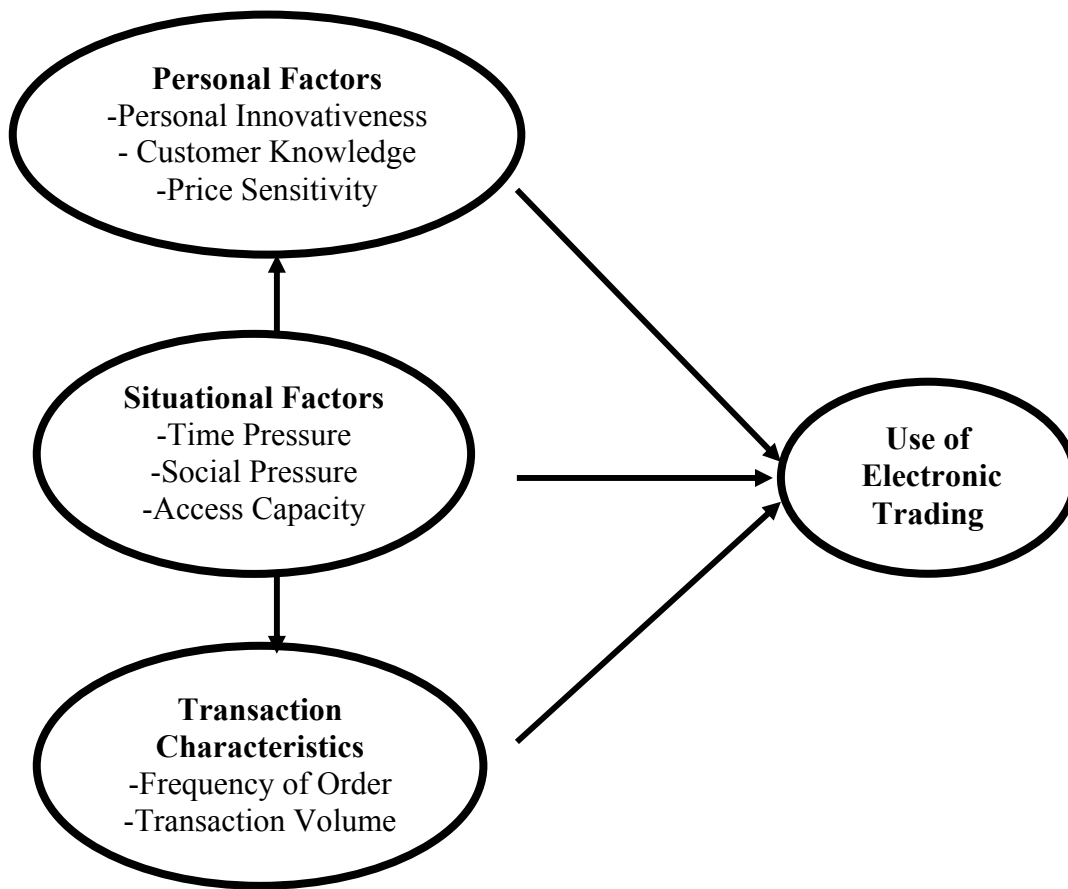 Personal Factors
-Personal Innovativeness
- Customer Knowledge
-Price Sensitivity
Situational Factors
-Time Pressure
-Social Pressure
-Access Capacity
Use of
Electronic
Trading
Transaction
Characteristics
-Frequency of Order
-Transaction Volume